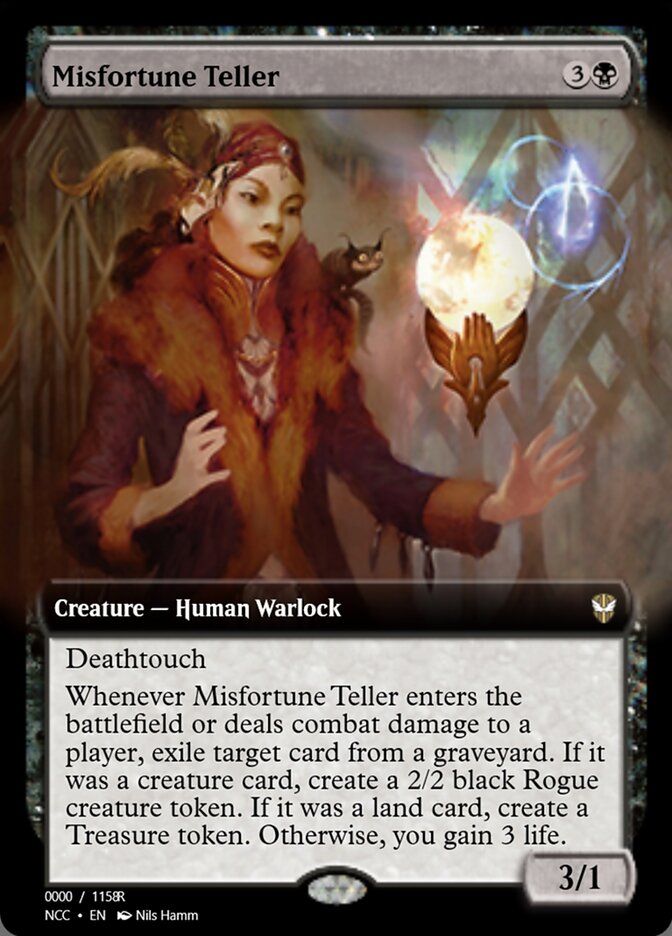 Misfortune Teller 3
Creature — Human Warlock
Deathtouch
Whenever Misfortune Teller enters the
battlefield or deals combat damage to a
player, exile target card from a graveyard. If it
was a creature card, create a 2/2 black Rogue
creature token. If it was a land card, create a
Treasure token. Otherwise, you gain 3 life.
3/1
0000 / 1158R
NCC • EN Nils Hamm